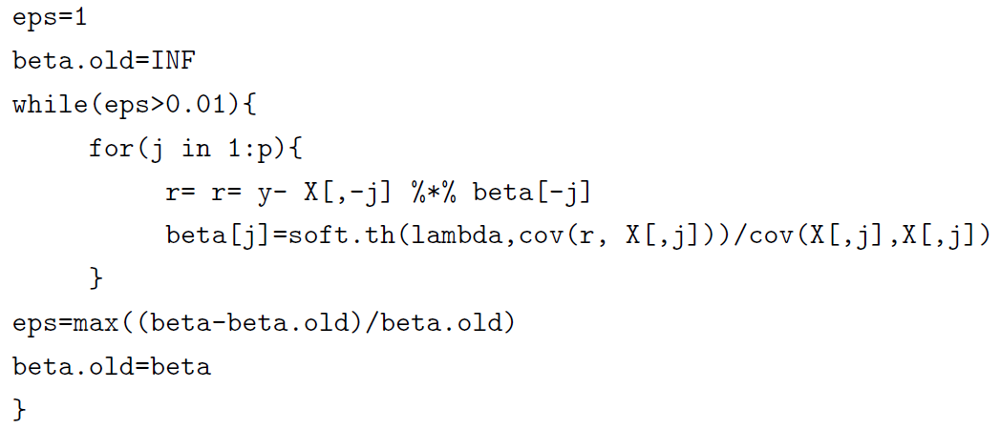 eps=1
beta.old=INF
while(eps>0.01){
for(j in 1:p){
r= r= y- X[,-j] %*% beta[-j]
beta[j]=soft.th(lambda,cov(r, X[,j]))/cov(X[,j],X[,j])
}
eps=max((beta-beta.old)/beta.old)
beta.old=beta
}